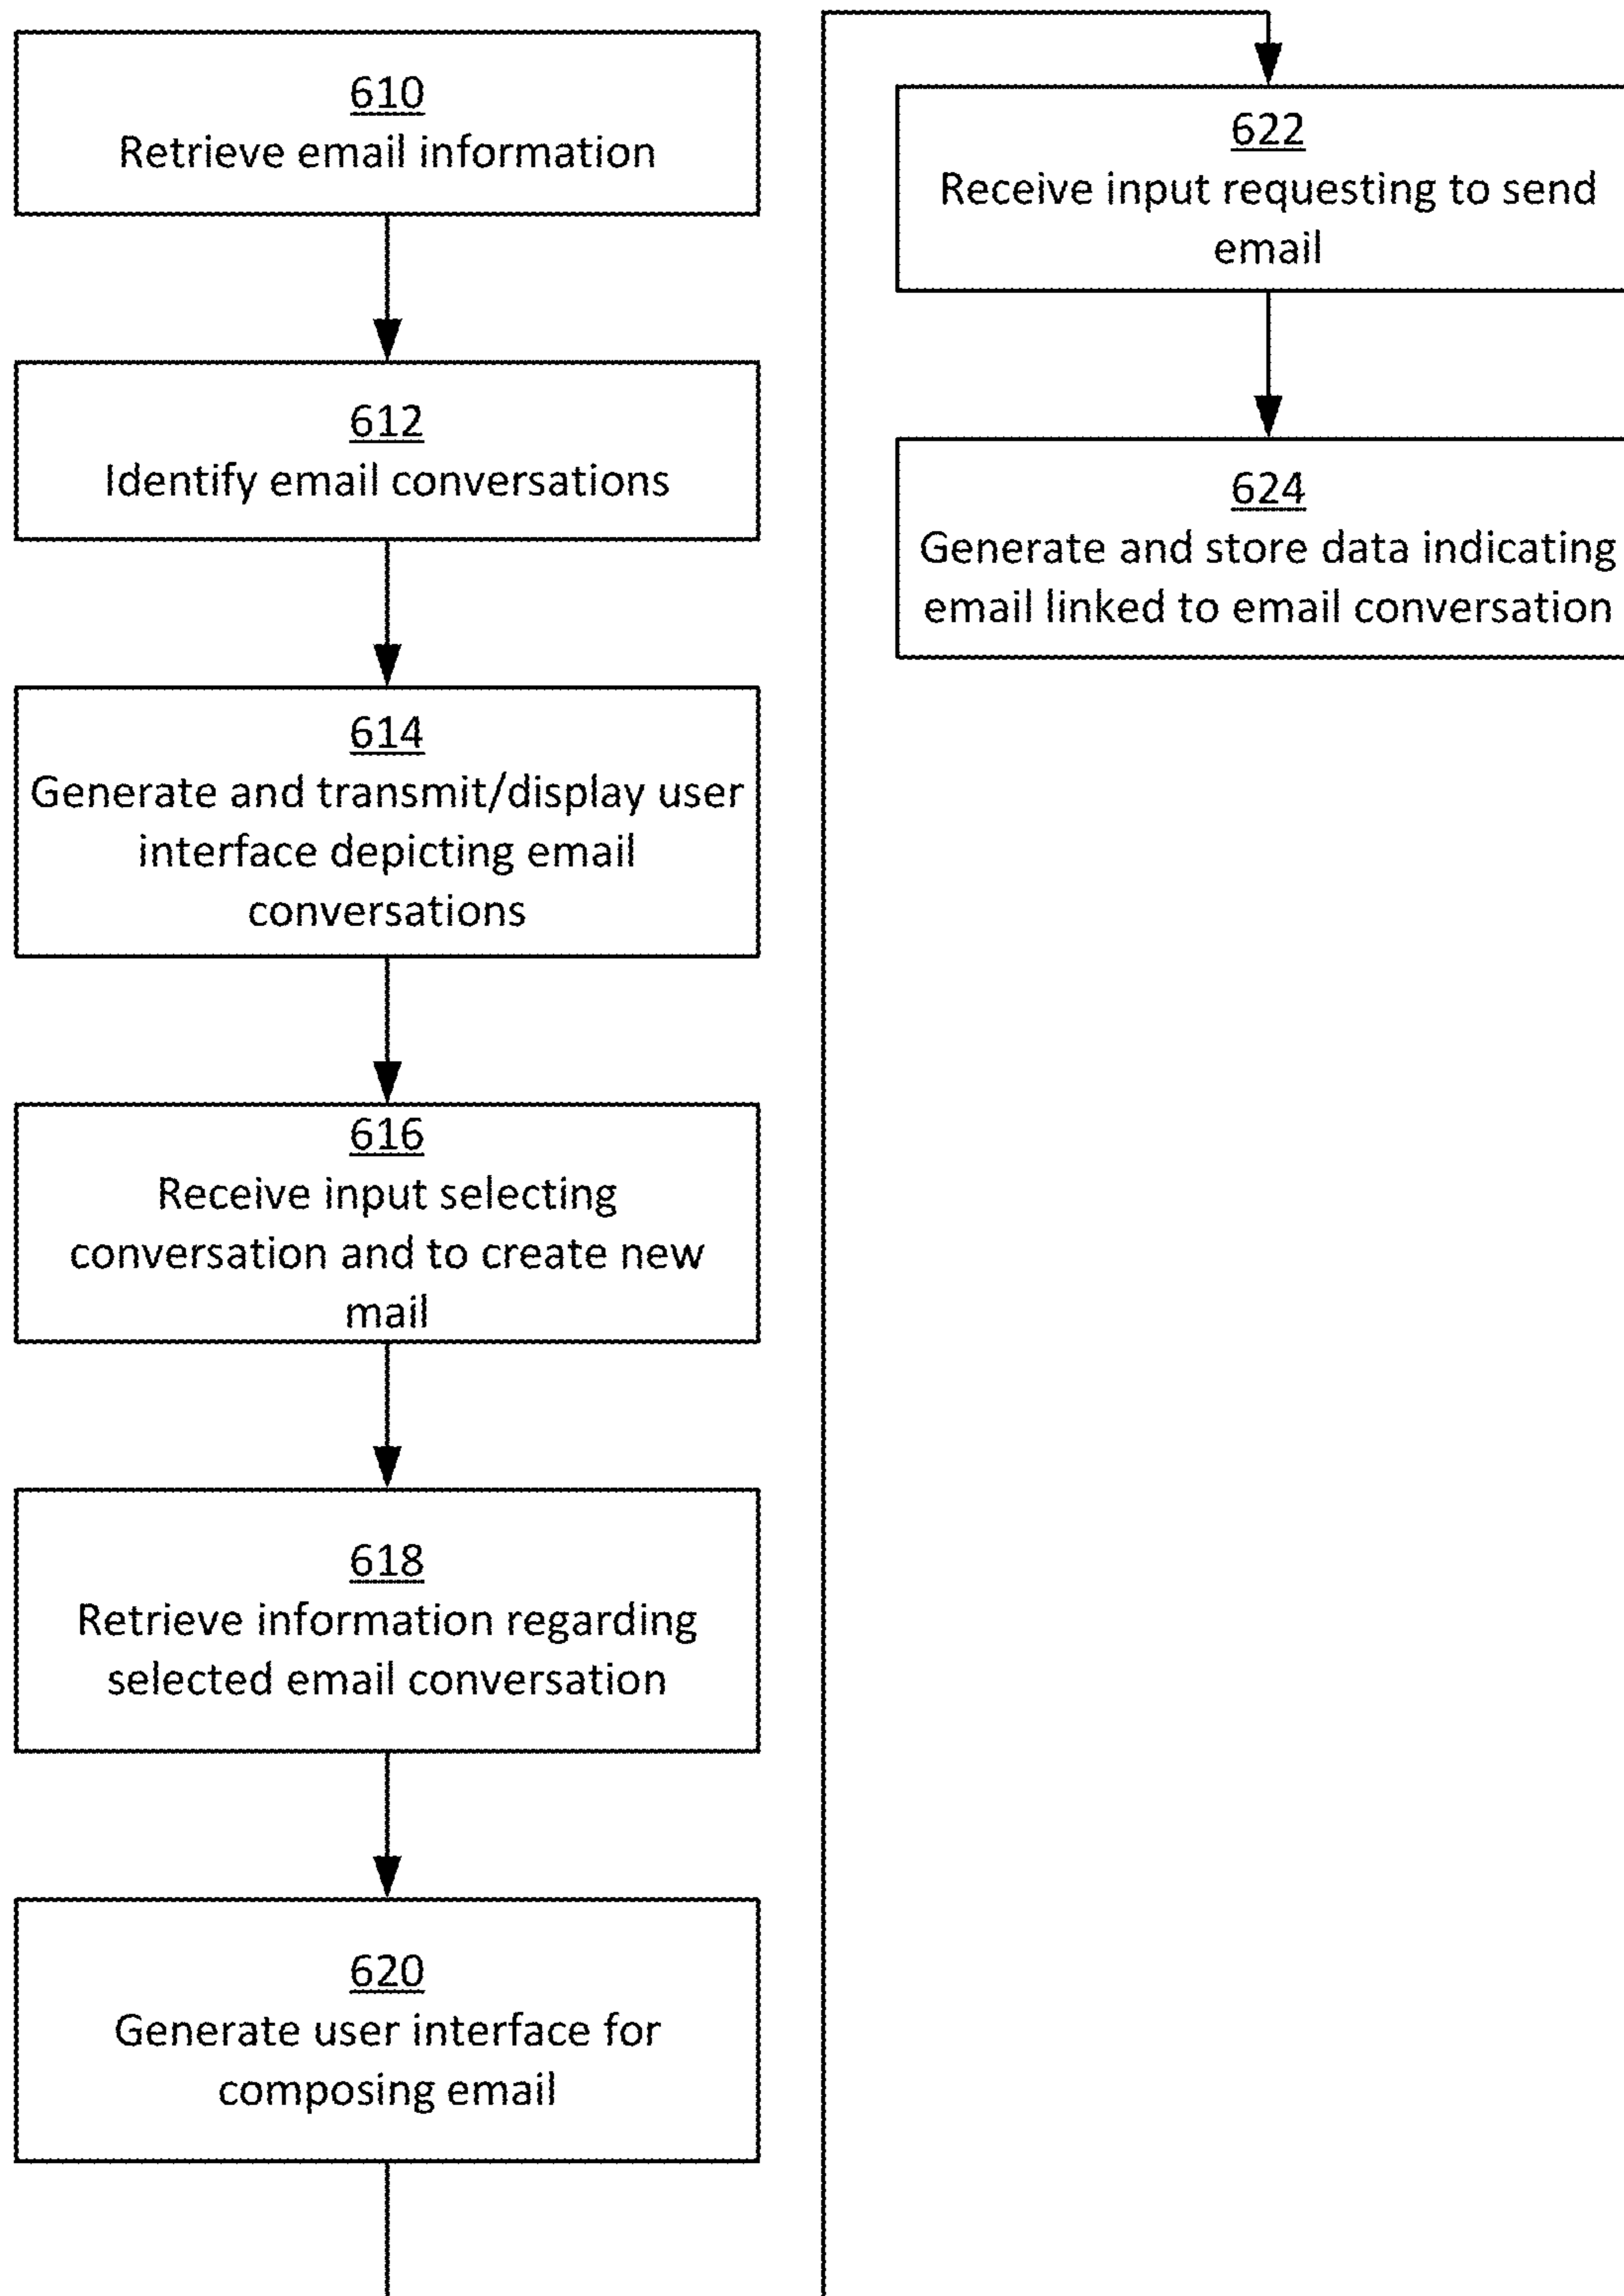 610
Retrieve email information
612
Identify email conversations
614
Generate and transmit/display user
interface depicting email
conversations
616
Receive input selecting
conversation and to create new
mail
618
Retrieve information regarding
selected email conversation
620
Generate user interface for
composing email
622
Receive input requesting to send
email
624
Generate and store data indicating
email linked to email conversation